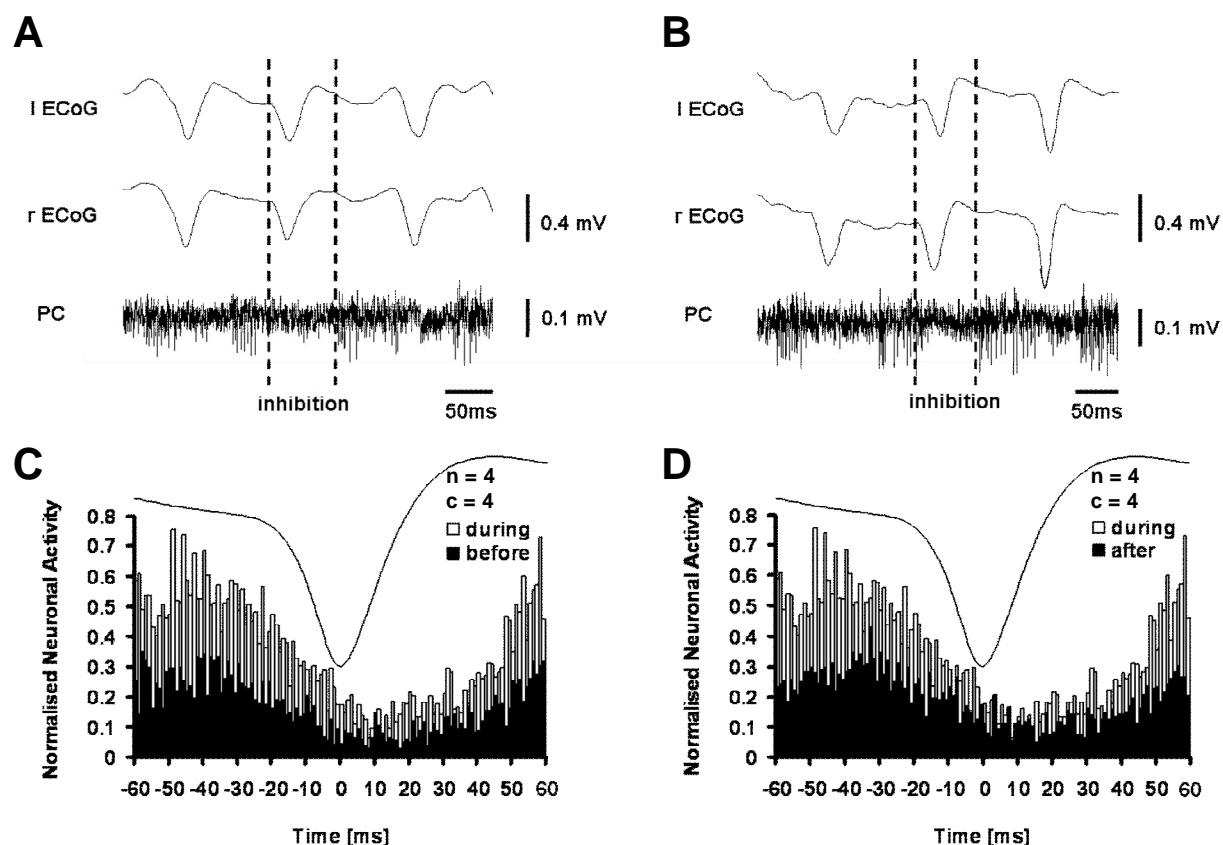 A
l ECoG
r ECoG
0.4 mV
PC
0.1 mV
inhibition
50ms
B
l ECoG
r ECoG
0.4 mV
PC
0.1 mV
inhibition
50ms
C
n = 4
c = 4
during
before
Normalised Neuronal Activity
0.8
0.7
0.6
0.5
0.4
0.3
0.2
0.1
0
-60 -50 -40 -30 -20 -10 0 10 20 30 40 50 60
Time [ms]
D
n = 4
c = 4
during
after
Normalised Neuronal Activity
0.8
0.7
0.6
0.5
0.4
0.3
0.2
0.1
0
-60 -50 -40 -30 -20 -10 0 10 20 30 40 50 60
Time [ms]